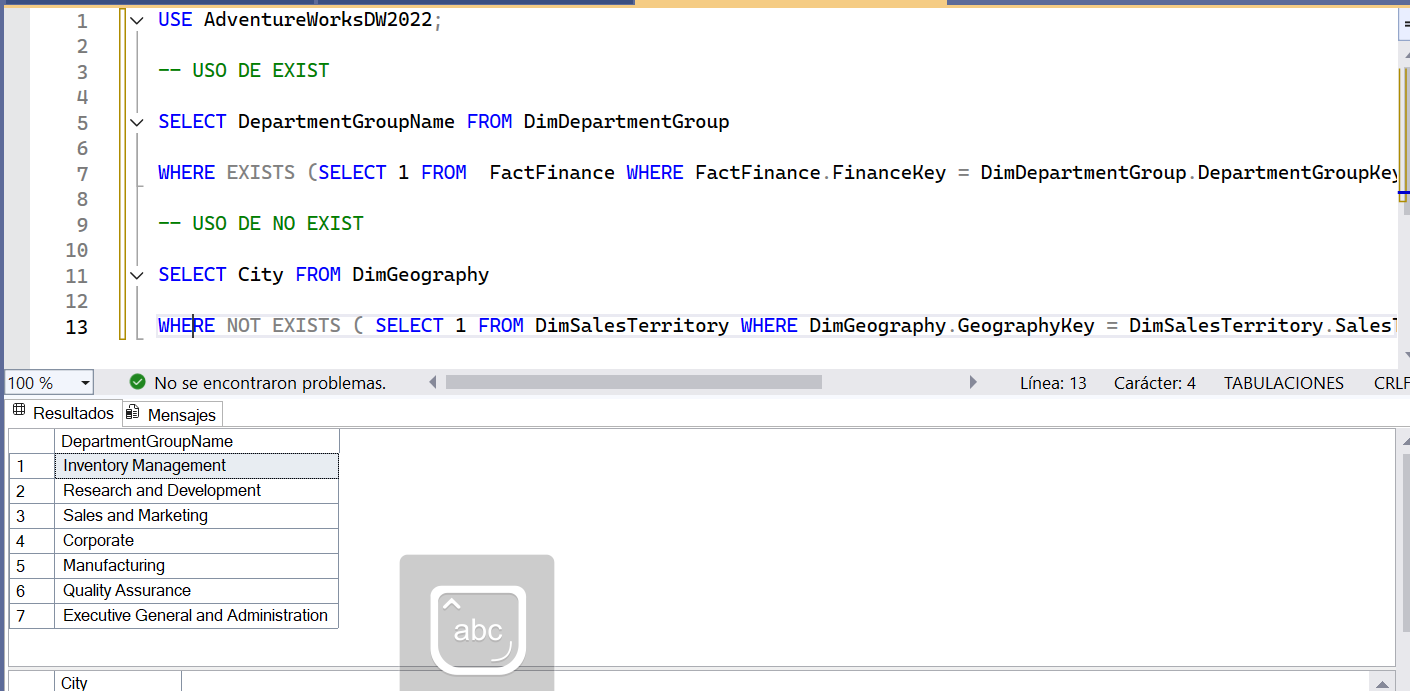 1 USE AdventureWorksDW2022;
2
3 -- USO DE EXIST
4
5 SELECT DepartmentGroupName FROM DimDepartmentGroup
6
7 WHERE EXISTS (SELECT 1 FROM  FactFinance WHERE FactFinance.FinanceKey = DimDepartmentGroup.DepartmentGroupKey
8
9 -- USO DE NO EXIST
10
11 SELECT City FROM DimGeography
12
13 WHERE NOT EXISTS ( SELECT 1 FROM DimSalesTerritory WHERE DimGeography.GeographyKey = DimSalesTerritory.Sales
100 % No se encontraron problemas. Línea: 13 Carácter: 4 TABULACIONES CRLF
Resultados Mensajes
DepartmentGroupName
1 Inventory Management
2 Research and Development
3 Sales and Marketing
4 Corporate
5 Manufacturing
6 Quality Assurance
7 Executive General and Administration
abc
City